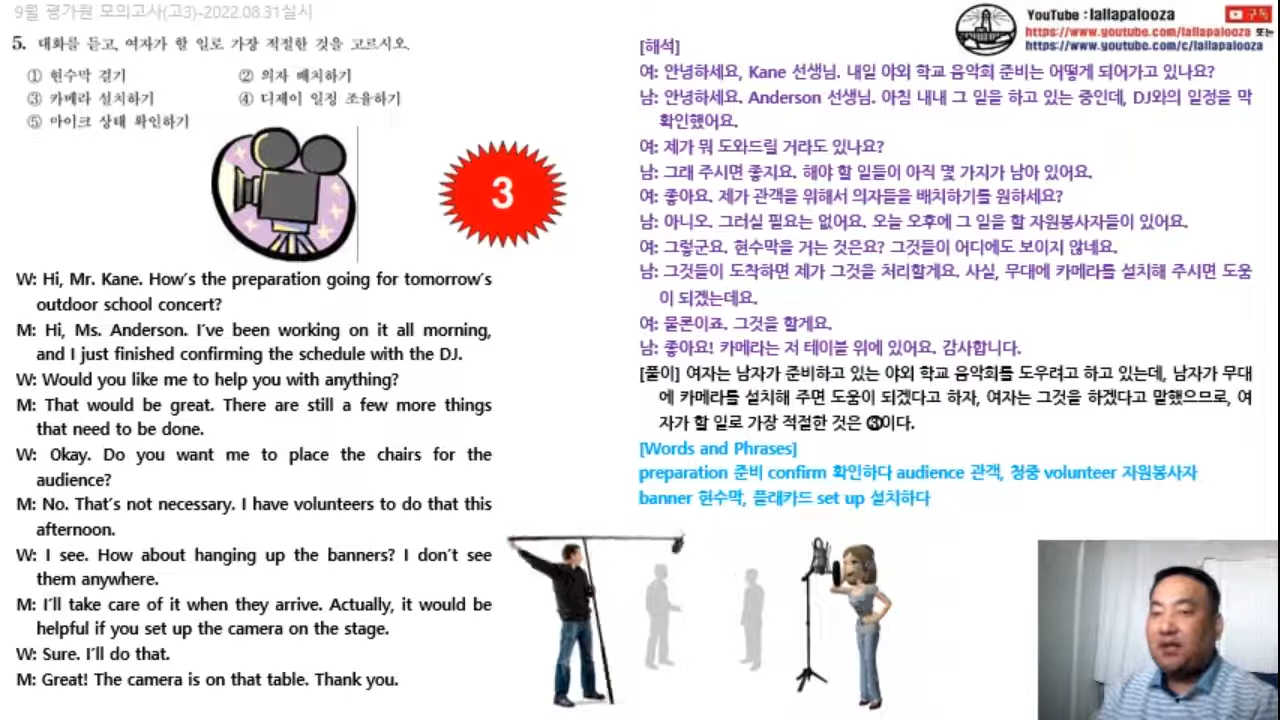 9월 평가원 모의고사(고3)-2022.08.31실시
5. 대화를 듣고, 여자가 할 일로 가장 적절한 것을 고르시오.
① 현수막 걸기
② 의자 배치하기
③ 카메라 설치하기
④ 디제이 일정 조율하기
⑤ 마이크 상태 확인하기
3
W: Hi, Mr. Kane. How's the preparation going for tomorrow's
outdoor school concert?
M: Hi, Ms. Anderson. I've been working on it all morning,
and I just finished confirming the schedule with the DJ.
W: Would you like me to help you with anything?
M: That would be great. There are still a few more things
that need to be done.
W: Okay. Do you want me to place the chairs for the
audience?
M: No. That's not necessary. I have volunteers to do that this
afternoon.
W: I see. How about hanging up the banners? I don't see
them anywhere.
M: I'll take care of it when they arrive. Actually, it would be
helpful if you set up the camera on the stage.
W: Sure. I'll do that.
M: Great! The camera is on that table. Thank you.
YouTube : lallapalooza
구독
https://www.youtube.com/lallapalooza 또는
https://www.youtube.com/c/lallapalooza
[해석]
여: 안녕하세요, Kane 선생님. 내일 야외 학교 음악회 준비는 어떻게 되어가고 있나요?
남: 안녕하세요. Anderson 선생님. 아침 내내 그 일을 하고 있는 중인데, DJ와의 일정을 막
확인했어요.
여: 제가 뭐 도와드릴 거라도 있나요?
남: 그래 주시면 좋지요. 해야 할 일들이 아직 몇 가지가 남아 있어요.
여: 좋아요. 제가 관객을 위해서 의자들을 배치하기를 원하세요?
남: 아니오. 그러실 필요는 없어요. 오늘 오후에 그 일을 할 자원봉사자들이 있어요.
여: 그렇군요. 현수막을 거는 것은요? 그것들이 어디에도 보이지 않네요.
남: 그것들이 도착하면 제가 그것을 처리할게요. 사실, 무대에 카메라를 설치해 주시면 도움
이 되겠는데요.
여: 물론이죠. 그것을 할게요.
남: 좋아요! 카메라는 저 테이블 위에 있어요. 감사합니다.
[풀이] 여자는 남자가 준비하고 있는 야외 학교 음악회를 도우려고 하고 있는데, 남자가 무대
에 카메라를 설치해 주면 도움이 되겠다고 하자, 여자는 그것을 하겠다고 말했으므로, 여
자가 할 일로 가장 적절한 것은 ③이다.
[Words and Phrases]
preparation 준비 confirm 확인하다 audience 관객, 청중 volunteer 자원봉사자
banner 현수막, 플래카드 set up 설치하다